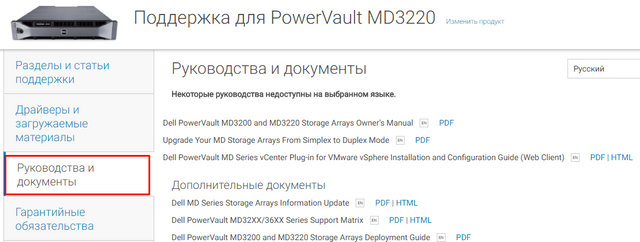 Поддержка для PowerVault MD3220 Изменить продукт
Разделы и статьи
поддержки
Драйверы и
загружаемые
материалы
Руководства и
документы
Гарантийные
обязательства
Руководства и документы
Русский
Некоторые руководства недоступны на выбранном языке.
Dell PowerVault MD3200 and MD3220 Storage Arrays Owner's Manual EN PDF
Upgrade Your MD Storage Arrays From Simplex to Duplex Mode EN PDF
Dell PowerVault MD Series vCenter Plug-in for VMware vSphere Installation and Configuration Guide (Web Client) EN PDF | HTML
Дополнительные документы
Dell MD Series Storage Arrays Information Update EN PDF | HTML
Dell PowerVault MD32XX/36XX Series Support Matrix EN PDF | HTML
Dell PowerVault MD3200 and MD3220 Storage Arrays Deployment Guide EN PDF | HTML